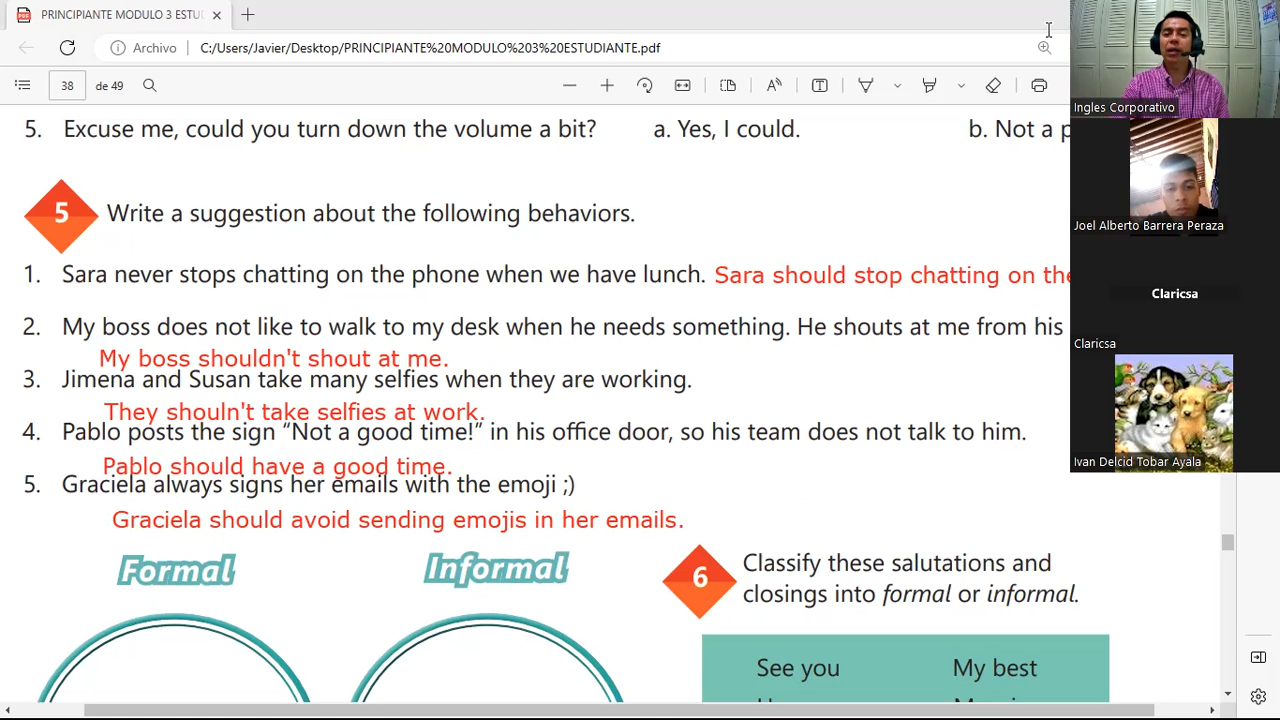 PRINCIPIANTE MODULO 3 ESTU
Archivo
C:/Users/Javier/Desktop/PRINCIPIANTE%20MODULO%203%20ESTUDIANTE.pdf
38 de 49
5. Excuse me, could you turn down the volume a bit? a. Yes, I could. b. Not a p
5 Write a suggestion about the following behaviors.
1. Sara never stops chatting on the phone when we have lunch. Sara should stop chatting on the
2. My boss does not like to walk to my desk when he needs something. He shouts at me from his
My boss shouldn't shout at me.
3. Jimena and Susan take many selfies when they are working.
They shouln't take selfies at work.
4. Pablo posts the sign “Not a good time!” in his office door, so his team does not talk to him.
Pablo should have a good time.
5. Graciela always signs her emails with the emoji ;)
Graciela should avoid sending emojis in her emails.
Formal Informal
6 Classify these salutations and
closings into formal or informal.
See you My best
Ingles Corporativo
Joel Alberto Barrera Peraza
Claricsa
Claricsa
Ivan Delcid Tobar Ayala